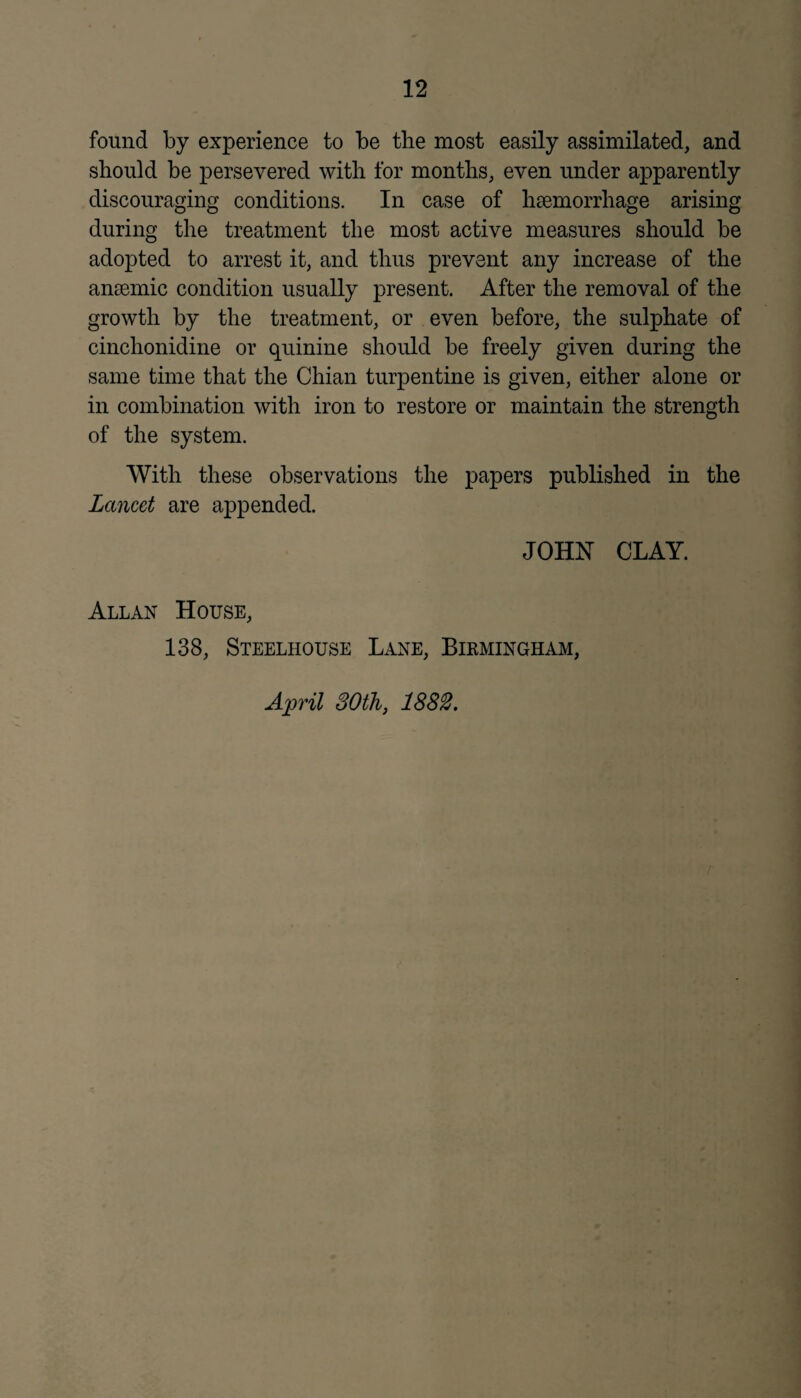 12
found by experience to be the most easily assimilated, and
should be persevered with for months, even under apparently
discouraging conditions. In case of hæmorrhage arising
during the treatment the most active measures should be
adopted to arrest it, and thus prevent any increase of the
anæmic condition usually present. After the removal of the
growth by the treatment, or even before, the sulphate of
cinchonidine or quinine should be freely given during the
same time that the Chian turpentine is given, either alone or
in combination with iron to restore or maintain the strength
of the system.
With these observations the papers published in the
Lancet are appended.
JOHN CLAY.
Allan House,
138, Steelhouse Lane, Birmingham,
April 30th, 1882.